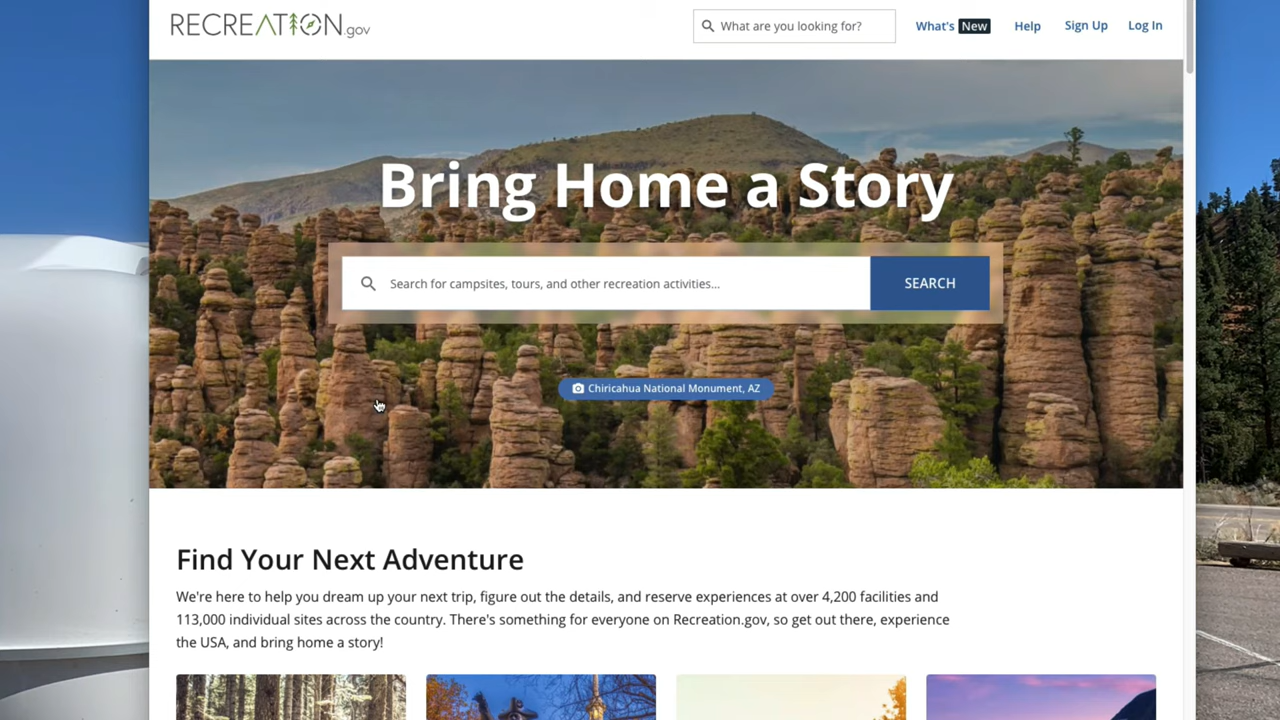 RECREATION.gov
What are you looking for?
What's New
Help
Sign Up
Log In
Bring Home a Story
Search for campsites, tours, and other recreation activities...
SEARCH
Chiricahua National Monument, AZ
Find Your Next Adventure
We're here to help you dream up your next trip, figure out the details, and reserve experiences at over 4,200 facilities and
113,000 individual sites across the country. There's something for everyone on Recreation.gov, so get out there, experience
the USA, and bring home a story!